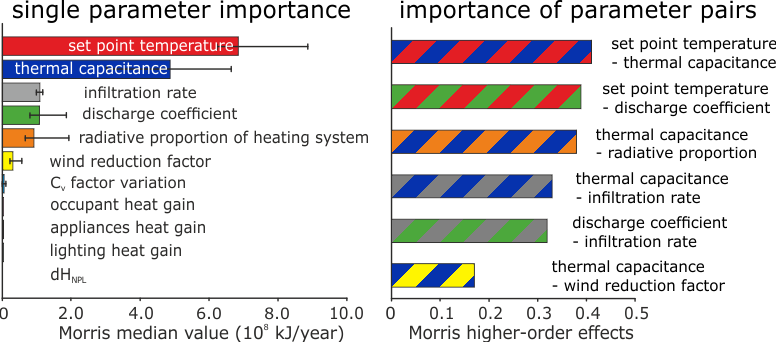 single parameter importance
set point temperature
thermal capacitance
infiltration rate
discharge coefficient
radiative proportion of heating system
wind reduction factor
Cv factor variation
occupant heat gain
appliances heat gain
lighting heat gain
dHNPL
.0 2.0 4.0 6.0 8.0 10.0
Morris median value (10⁸ kJ/year)
importance of parameter pairs
set point temperature
- thermal capacitance
set point temperature
- discharge coefficient
thermal capacitance
- radiative proportion
thermal capacitance
- infiltration rate
discharge coefficient
- infiltration rate
thermal capacitance
- wind reduction factor
0 0.1 0.2 0.3 0.4 0.5
Morris higher-order effects